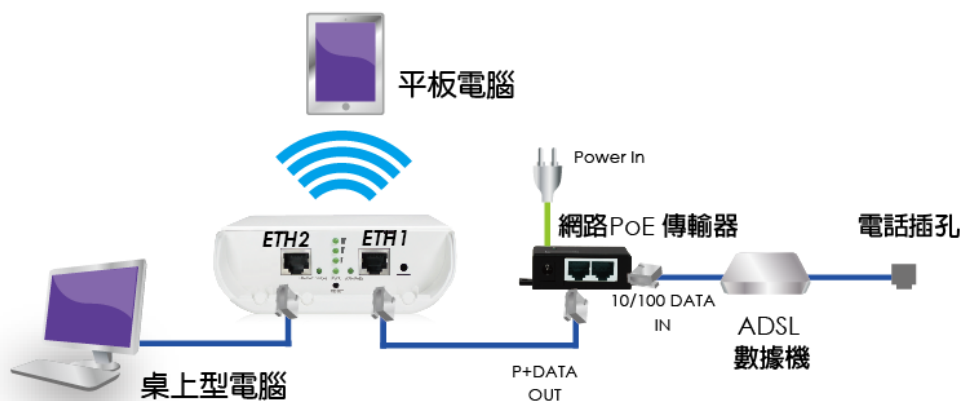 平板電腦
Power In
ETH2
ETH1
網路PoE 傳輸器
電話插孔
10/100 DATA
IN
ADSL
數據機
P+DATA
OUT
桌上型電腦